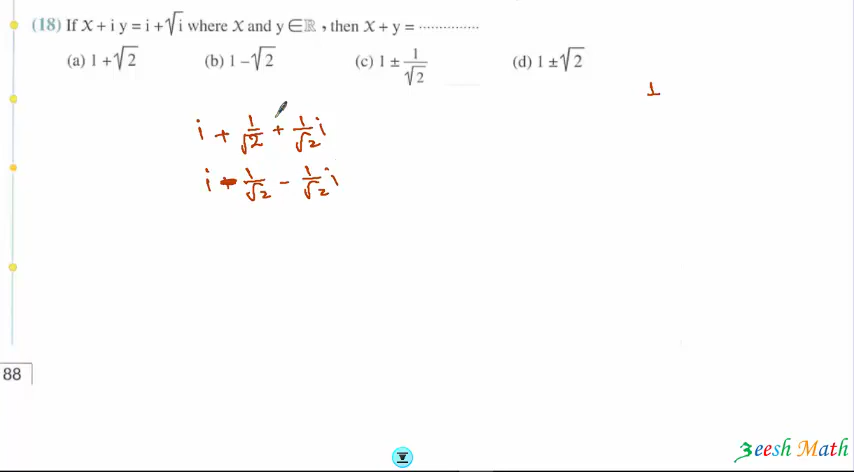 (18) If X + i y = i + √i where X and y ∈ ℝ , then X + y = ................
(a) 1 + √2 (b) 1 − √2 (c) 1 ± 1/√2 (d) 1 ± √2
1
i + 1/√2 + 1/√2 i
i - 1/√2 - 1/√2 i
88
3eesh Math